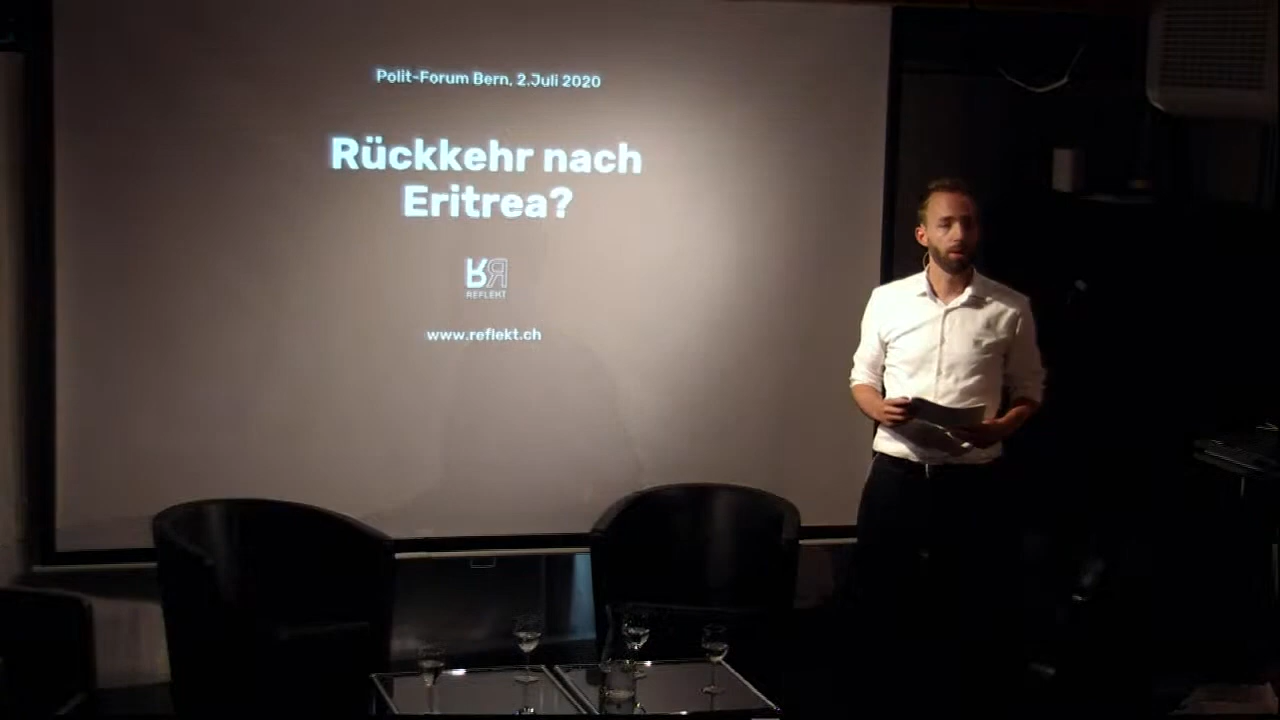 Polit-Forum Bern, 2.Juli 2020
Rückkehr nach
Eritrea?
REFLEKT
www.reflekt.ch